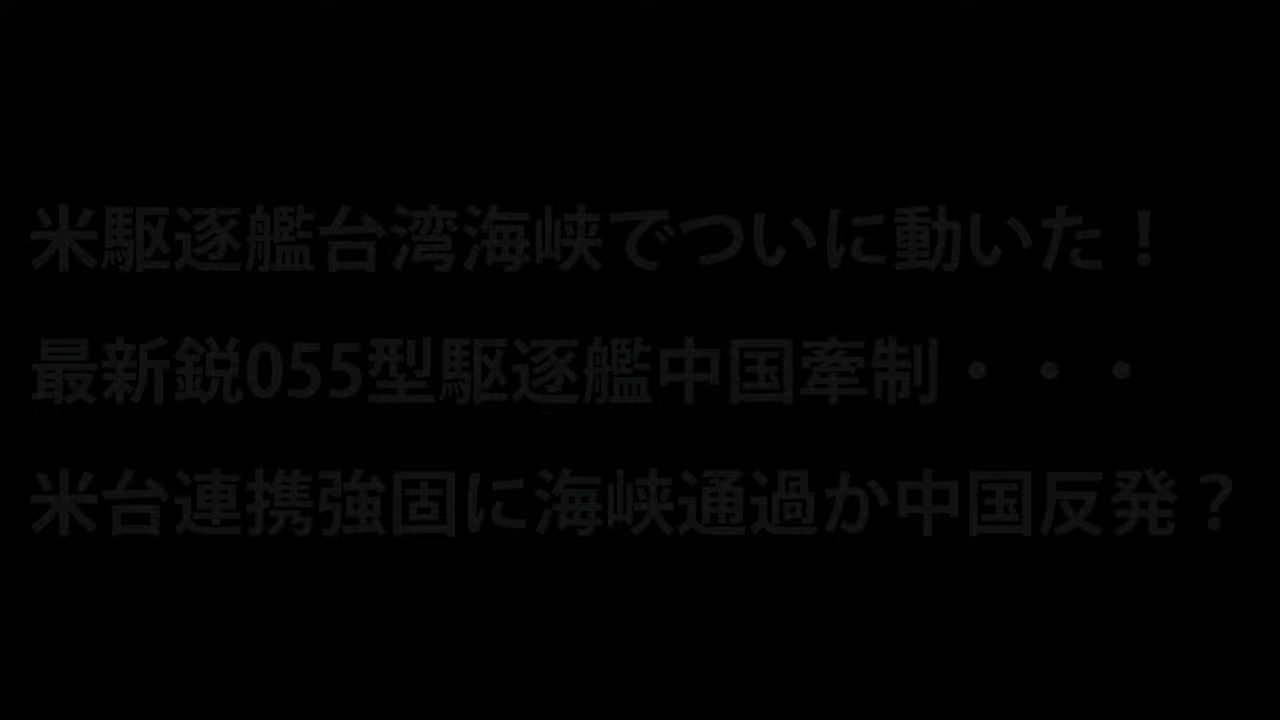 米駆逐艦台湾海峡でついに動いた！
最新鋭055型駆逐艦中国牽制・・・
米台連携強固に海峡通過か中国反発？